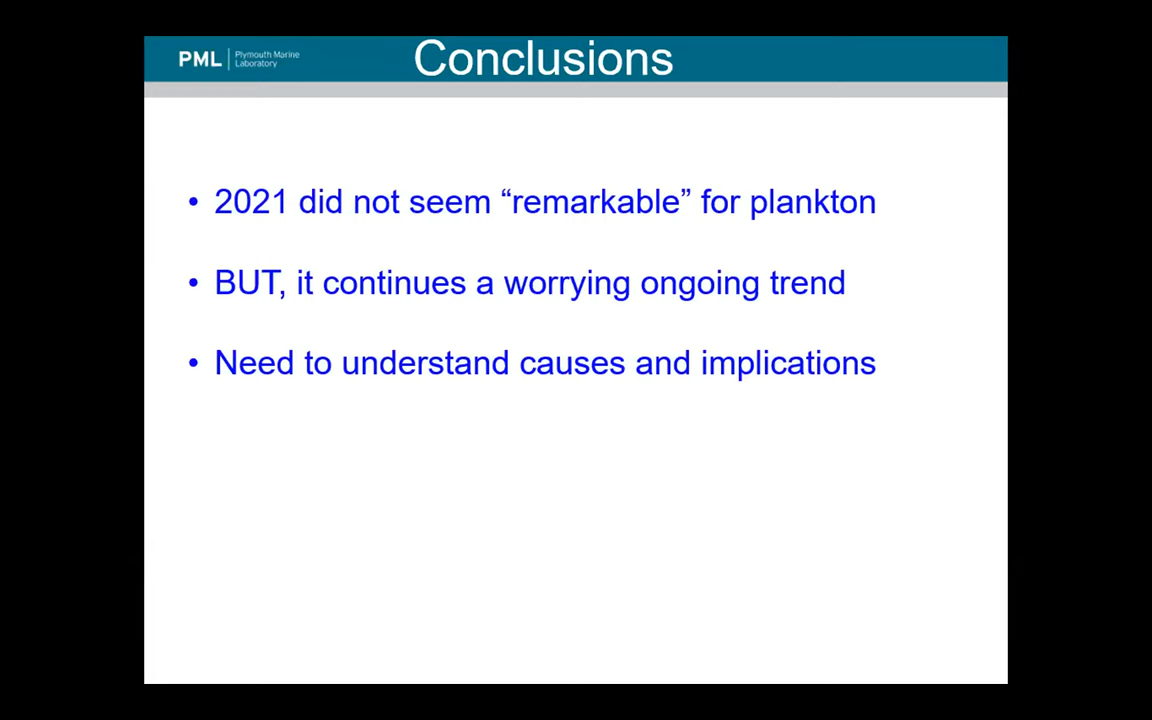 PML | Plymouth Marine
Laboratory
Conclusions
• 2021 did not seem “remarkable” for plankton
• BUT, it continues a worrying ongoing trend
• Need to understand causes and implications